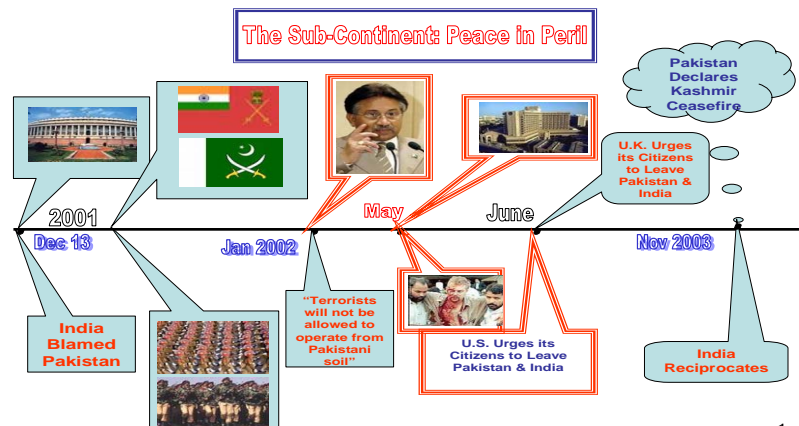 The Sub-Continent: Peace in Peril
Pakistan
Declares
Kashmir
Ceasefire
U.K. Urges
its Citizens
to Leave
Pakistan &
India
2001
May
June
Dec 13
Jan 2002
Nov 2003
India
Blamed
Pakistan
“Terrorists
will not be
allowed to
operate from
Pakistani
soil”
U.S. Urges its
Citizens to Leave
Pakistan & India
India
Reciprocates